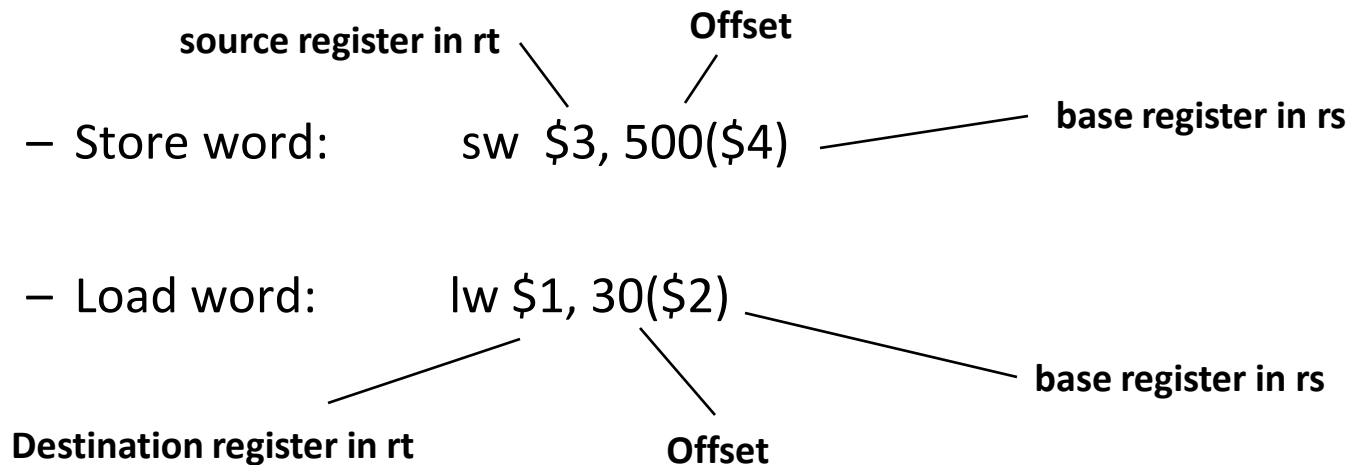 source register in rt
Offset
– Store word: sw $3, 500($4)
base register in rs
– Load word: lw $1, 30($2)
base register in rs
Destination register in rt
Offset